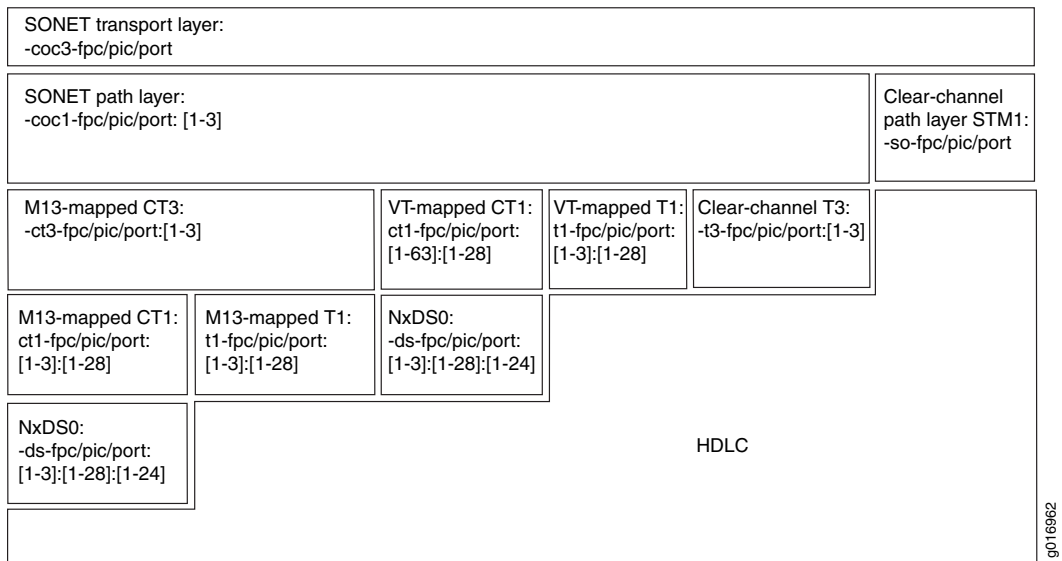 SONET transport layer:
-coc3-fpc/pic/port
SONET path layer:
-coc1-fpc/pic/port: [1-3]
Clear-channel
path layer STM1:
-so-fpc/pic/port
M13-mapped CT3:
-ct3-fpc/pic/port:[1-3]
VT-mapped CT1:
ct1-fpc/pic/port:
[1-63]:[1-28]
VT-mapped T1:
t1-fpc/pic/port:
[1-3]:[1-28]
Clear-channel T3:
-t3-fpc/pic/port:[1-3]
M13-mapped CT1:
ct1-fpc/pic/port:
[1-3]:[1-28]
M13-mapped T1:
t1-fpc/pic/port:
[1-3]:[1-28]
NxDS0:
-ds-fpc/pic/port:
[1-3]:[1-28]:[1-24]
NxDS0:
-ds-fpc/pic/port:
[1-3]:[1-28]:[1-24]
HDLC
g016962